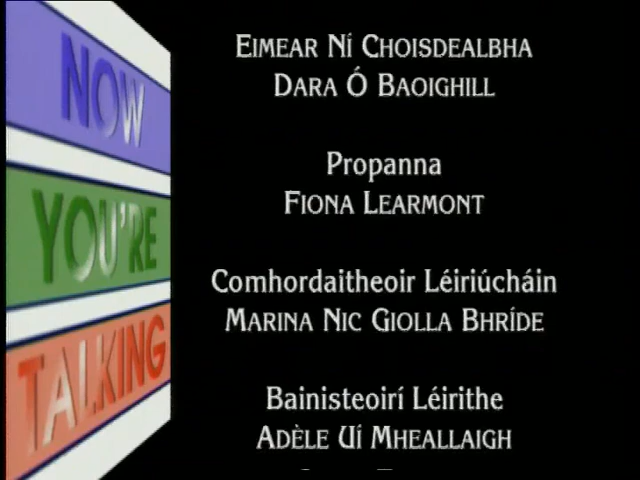 NOW
YOU'RE
TALKING
EIMEAR NÍ CHOISDEALBHA
DARA Ó BAOIGHILL
Propanna
FIONA LEARMONT
Comhordaitheoir Léiriúcháin
MARINA NIC GIOLLA BHRÍDE
Bainisteoirí Léirithe
ADÈLE UÍ MHEALLAIGH